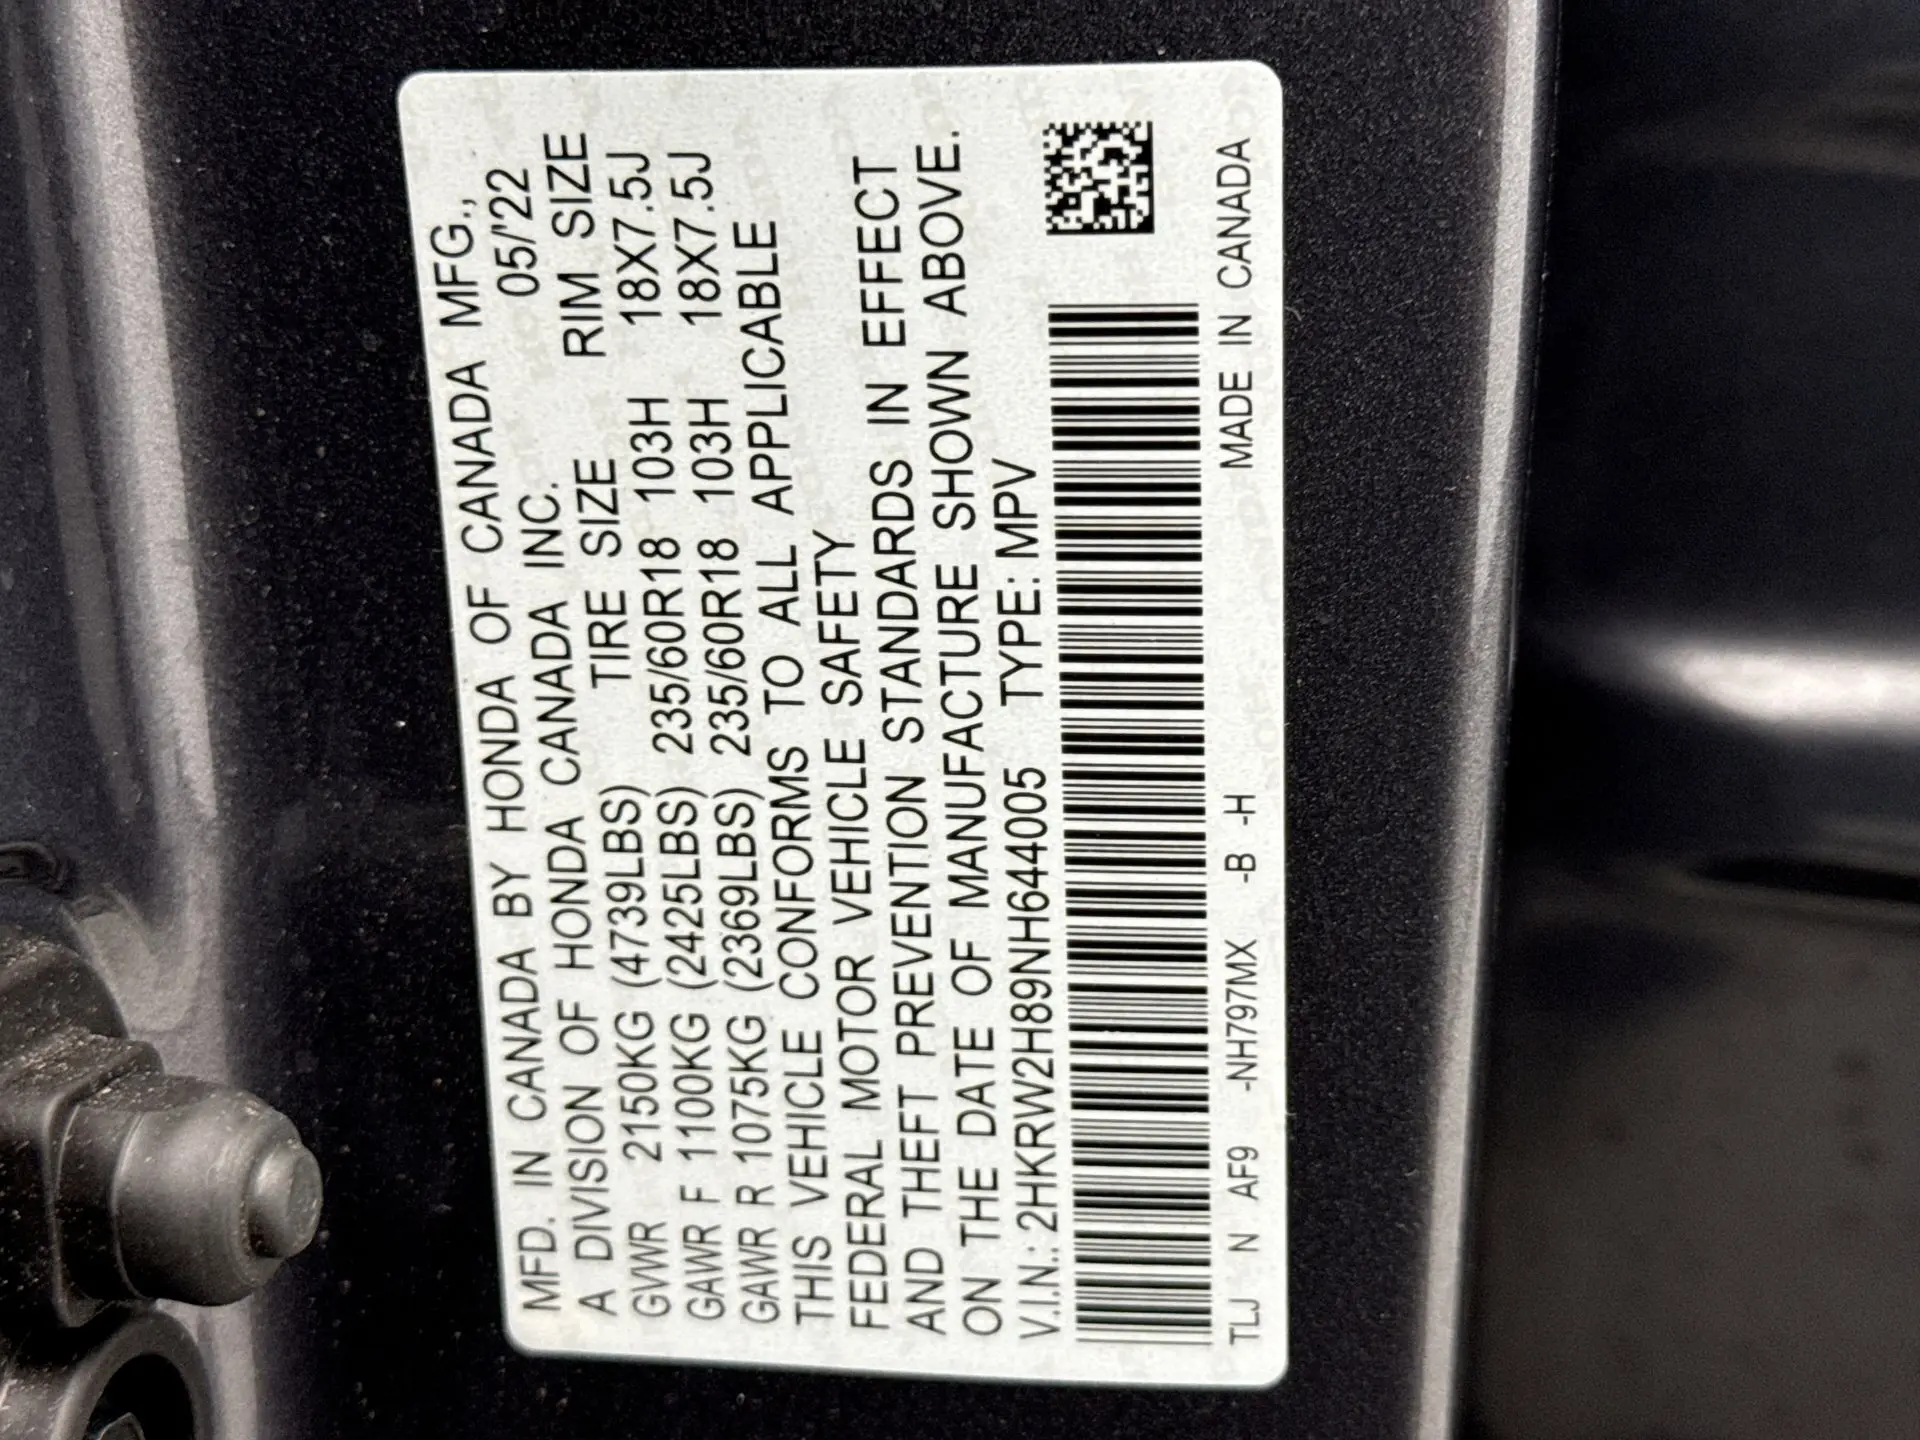 MFD. IN CANADA BY HONDA OF CANADA MFG.,
A DIVISION OF HONDA CANADA INC. 05/'22
TIRE SIZE RIM SIZE
GVWR 2150KG (4739LBS)
GAWR F 1100KG (2425LBS) 235/60R18 103H 18X7.5J
GAWR R 1075KG (2369LBS) 235/60R18 103H 18X7.5J
THIS VEHICLE CONFORMS TO ALL APPLICABLE
FEDERAL MOTOR VEHICLE SAFETY
AND THEFT PREVENTION STANDARDS IN EFFECT
ON THE DATE OF MANUFACTURE SHOWN ABOVE.
V.I.N.: 2HKRW2H89NH644005 TYPE: MPV
TLJ N AF9 -NH797MX -B -H MADE IN CANADA